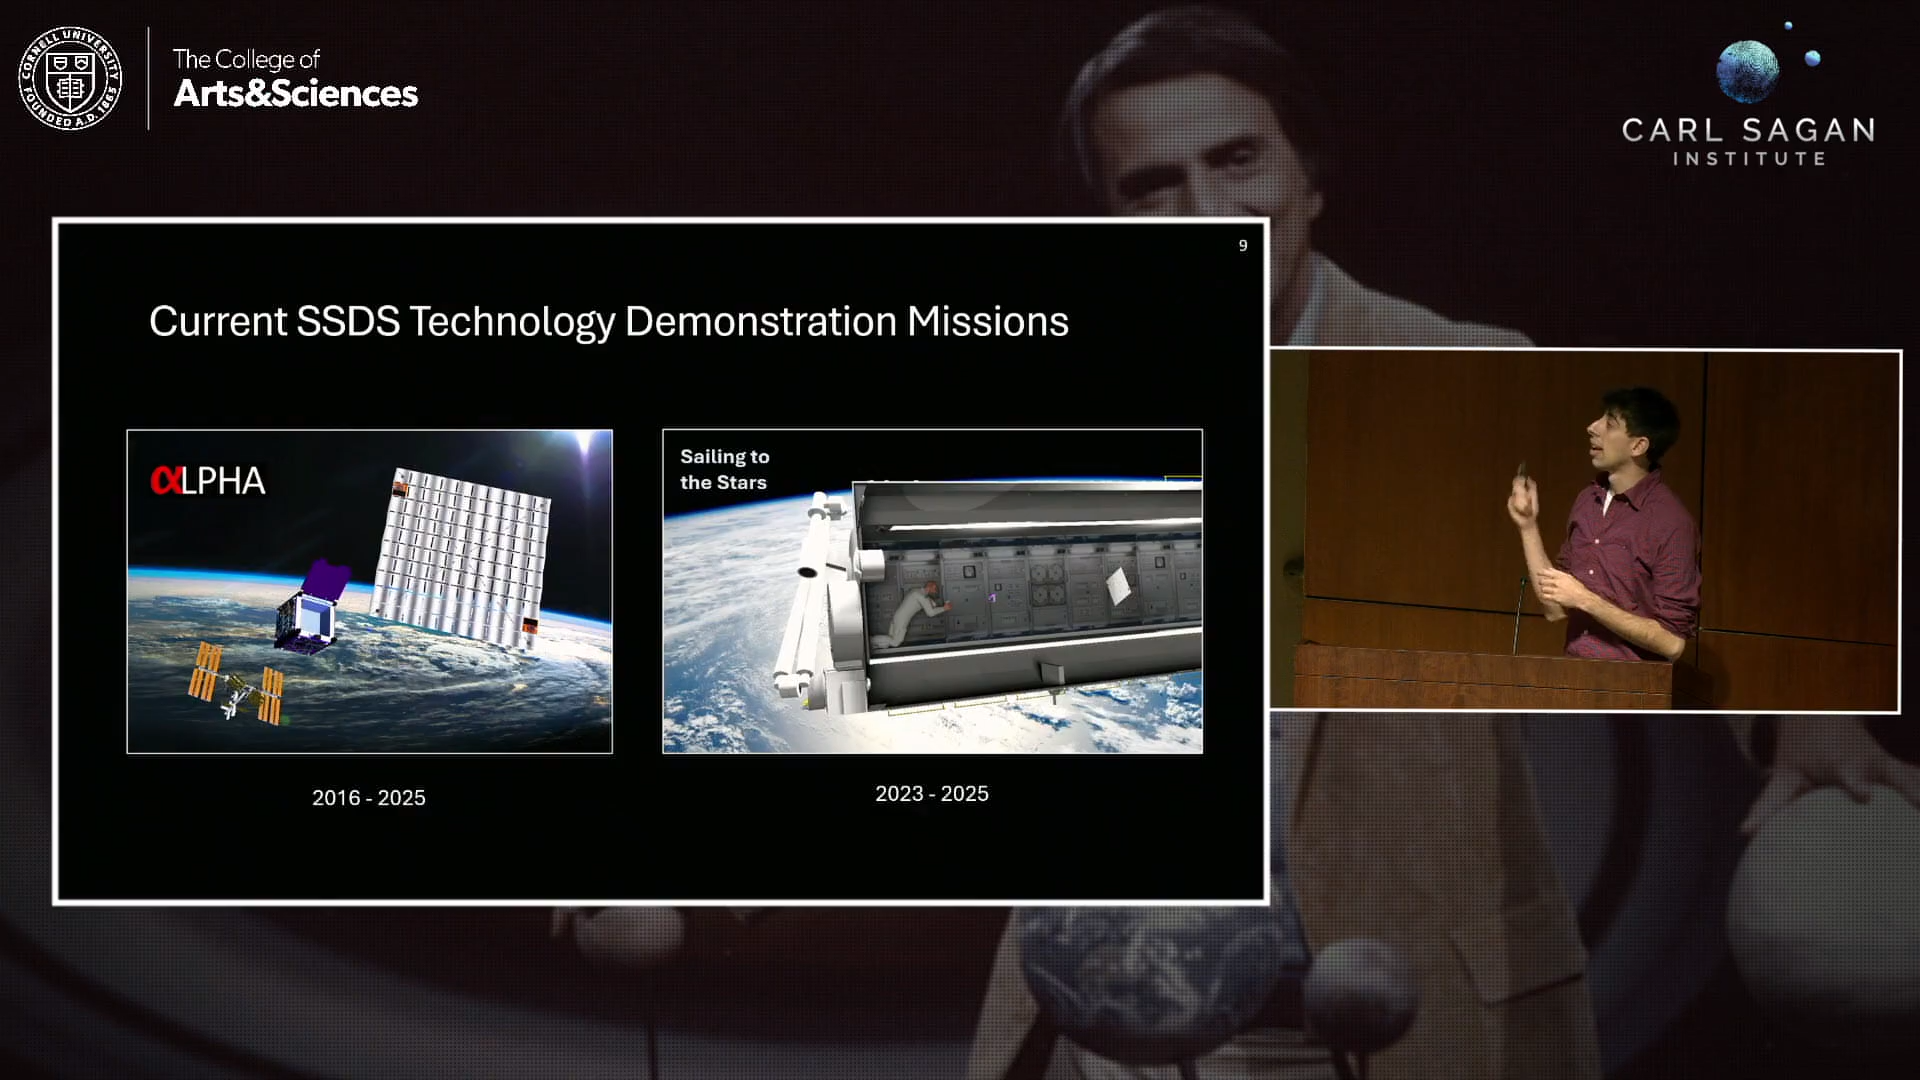 CORNELL UNIVERSITY
FOUNDED A.D. 1865
The College of
Arts&Sciences
CARL SAGAN
INSTITUTE
9
Current SSDS Technology Demonstration Missions
αLPHA
Sailing to
the Stars
2016 - 2025
2023 - 2025